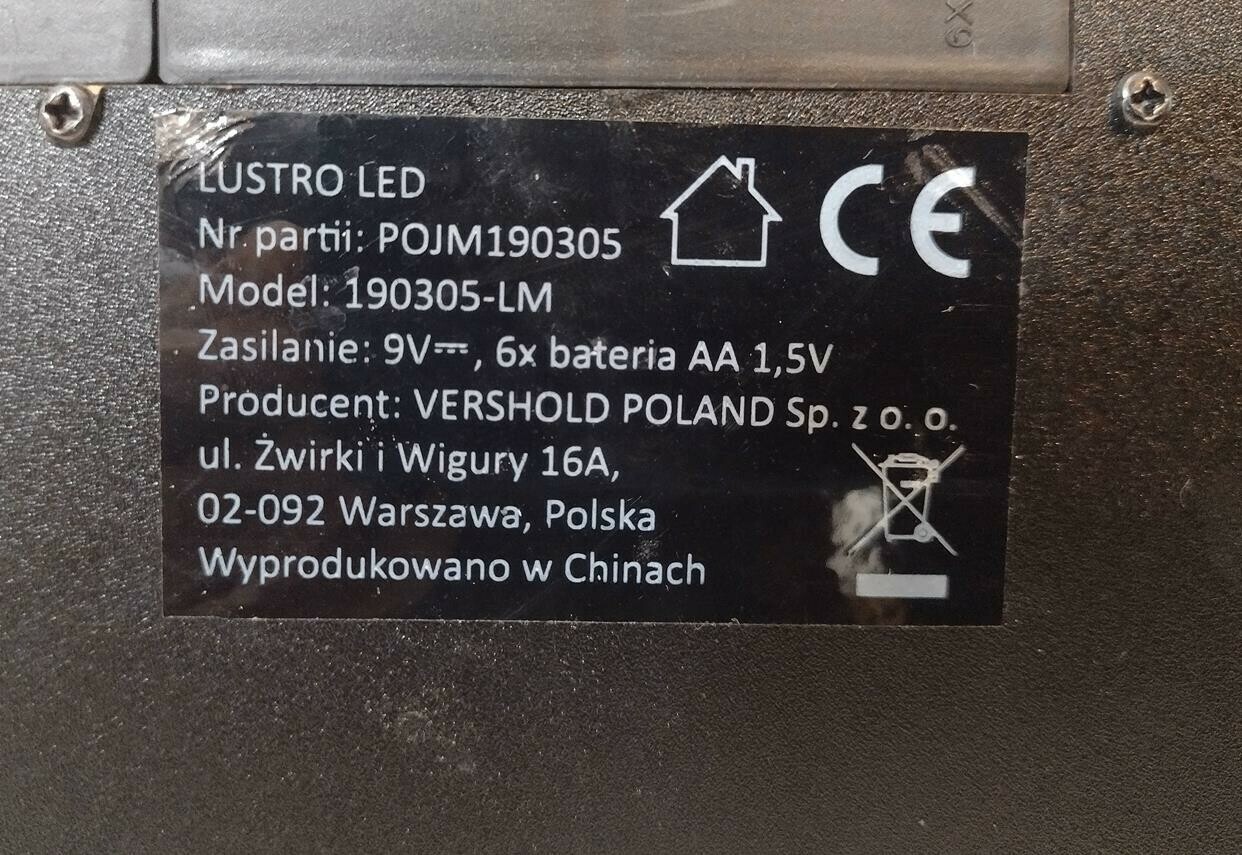 X9
LUSTRO LED
Nr partii: POJM190305
Model: 190305-LM
Zasilanie: 9V⎓, 6x bateria AA 1,5V
Producent: VERSHOLD POLAND Sp. z o. o.
ul. Żwirki i Wigury 16A,
02-092 Warszawa, Polska
Wyprodukowano w Chinach
CE